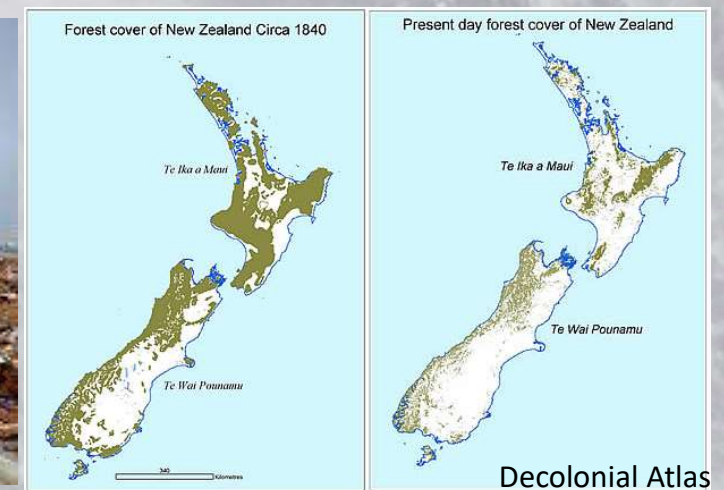 Forest cover of New Zealand Circa 1840
Te Ika a Maui
Te Wai Pounamu
340
Kilometres
Present day forest cover of New Zealand
Te Ika a Maui
Te Wai Pounamu
Decolonial Atlas